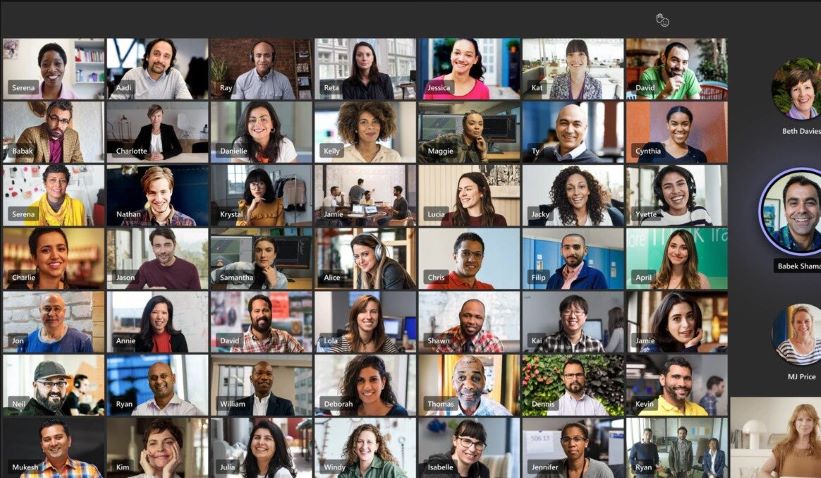 Serena
Aadi
Ray
Reta
Jessica
Kat
David
Beth Davies
Babak
Charlotte
Danielle
Kelly
Maggie
Ty
Cynthia
Serena
Nathan
Krystal
Jamie
Lucia
Jacky
Yvette
Babek Shama
Charlie
Jason
Samantha
Alice
Chris
Filip
April
Jon
Annie
David
Lola
Shawn
Kai
Jamie
MJ Price
Neil
Ryan
William
Deborah
Thomas
Dennis
Kevin
Mukesh
Kim
Julia
Windy
Isabelle
Jennifer
Ryan